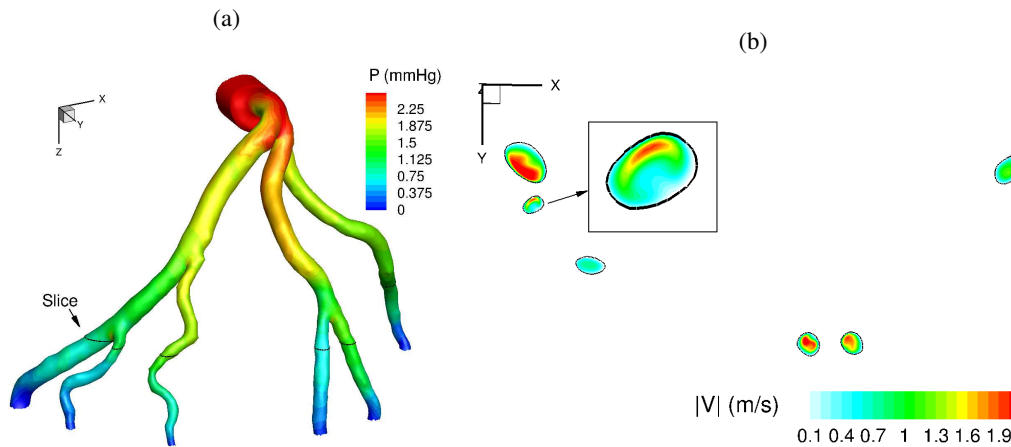 (a)
P (mmHg)
2.25
1.875
1.5
1.125
0.75
0.375
0
X
Y
Z
Slice
(b)
Z
X
Y
|V| (m/s)
0.1 0.4 0.7 1 1.3 1.6 1.9